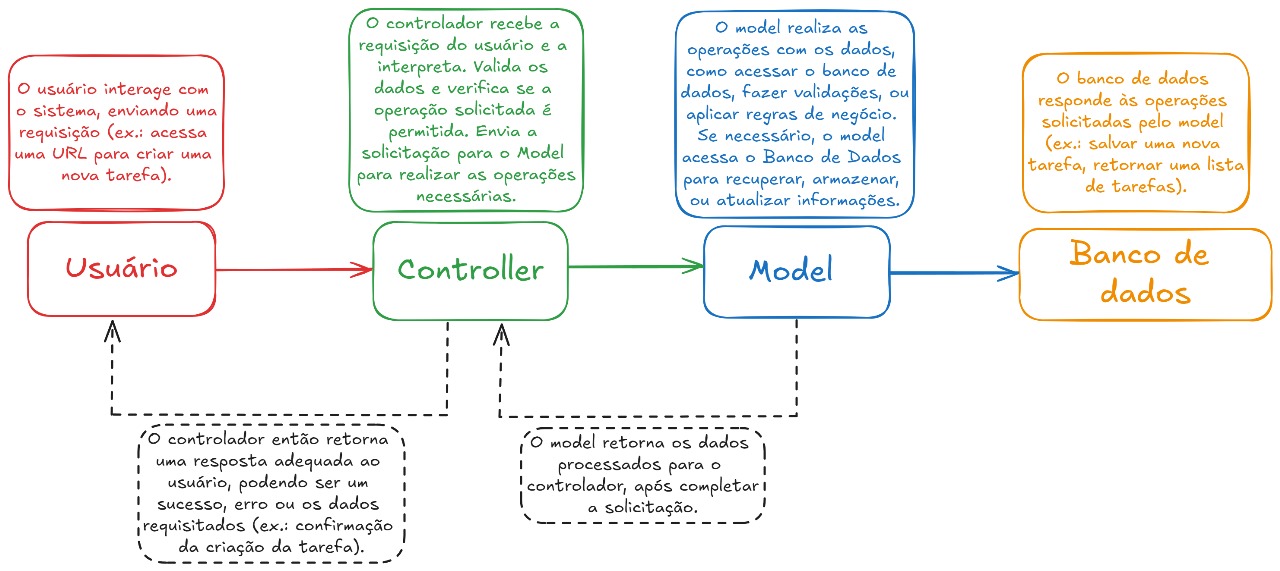 O usuário interage com
o sistema, enviando uma
requisição (ex.: acessa
uma URL para criar uma
nova tarefa).
Usuário
O controlador recebe a
requisição do usuário e a
interpreta. Valida os
dados e verifica se a
operação solicitada é
permitida. Envia a
solicitação para o Model
para realizar as operações
necessárias.
Controller
O model realiza as
operações com os dados,
como acessar o banco de
dados, fazer validações, ou
aplicar regras de negócio.
Se necessário, o model
acessa o Banco de Dados
para recuperar, armazenar,
ou atualizar informações.
Model
O banco de dados
responde às operações
solicitadas pelo model
(ex.: salvar uma nova
tarefa, retornar uma lista
de tarefas).
Banco de
dados
O controlador então retorna
uma resposta adequada ao
usuário, podendo ser um
sucesso, erro ou os dados
requisitados (ex.: confirmação
da criação da tarefa).
O model retorna os dados
processados para o
controlador, após completar
a solicitação.